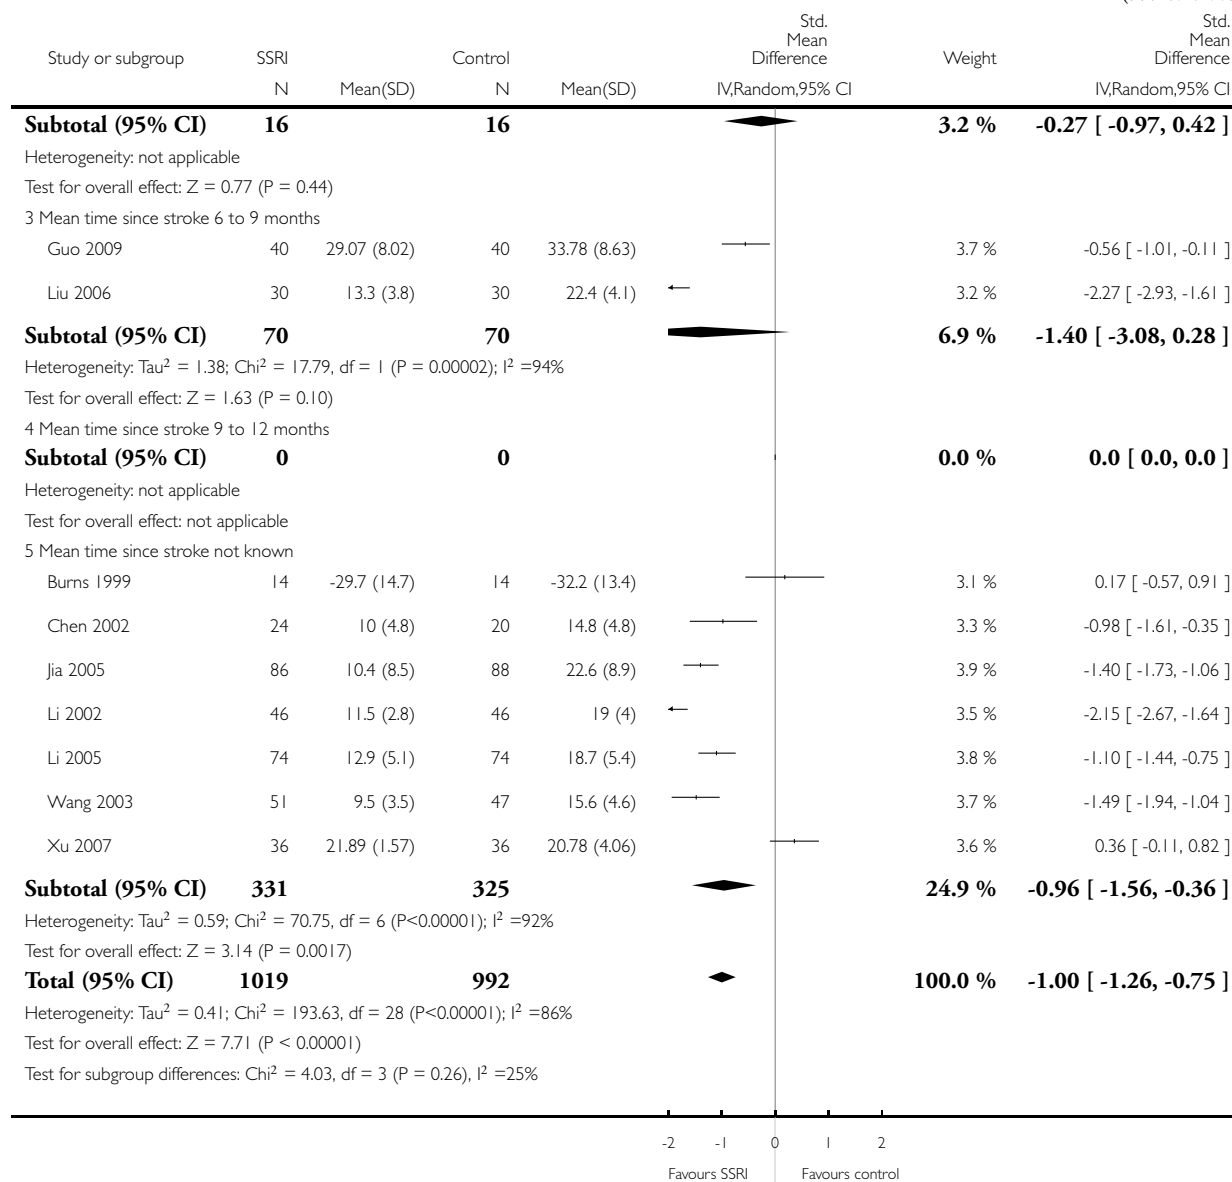 Std. Std.
Mean Mean
Study or subgroup SSRI Control Difference Weight Difference
N Mean(SD) N Mean(SD) IV,Random,95% CI IV,Random,95% CI
Subtotal (95% CI) 16 16 3.2 % -0.27 [ -0.97, 0.42 ]
Heterogeneity: not applicable
Test for overall effect: Z = 0.77 (P = 0.44)
3 Mean time since stroke 6 to 9 months
Guo 2009 40 29.07 (8.02) 40 33.78 (8.63) 3.7 % -0.56 [ -1.01, -0.11 ]
Liu 2006 30 13.3 (3.8) 30 22.4 (4.1) 3.2 % -2.27 [ -2.93, -1.61 ]
Subtotal (95% CI) 70 70 6.9 % -1.40 [ -3.08, 0.28 ]
Heterogeneity: Tau² = 1.38; Chi² = 17.79, df = 1 (P = 0.00002); I² =94%
Test for overall effect: Z = 1.63 (P = 0.10)
4 Mean time since stroke 9 to 12 months
Subtotal (95% CI) 0 0 0.0 % 0.0 [ 0.0, 0.0 ]
Heterogeneity: not applicable
Test for overall effect: not applicable
5 Mean time since stroke not known
Burns 1999 14 -29.7 (14.7) 14 -32.2 (13.4) 3.1 % 0.17 [ -0.57, 0.91 ]
Chen 2002 24 10 (4.8) 20 14.8 (4.8) 3.3 % -0.98 [ -1.61, -0.35 ]
Jia 2005 86 10.4 (8.5) 88 22.6 (8.9) 3.9 % -1.40 [ -1.73, -1.06 ]
Li 2002 46 11.5 (2.8) 46 19 (4) 3.5 % -2.15 [ -2.67, -1.64 ]
Li 2005 74 12.9 (5.1) 74 18.7 (5.4) 3.8 % -1.10 [ -1.44, -0.75 ]
Wang 2003 51 9.5 (3.5) 47 15.6 (4.6) 3.7 % -1.49 [ -1.94, -1.04 ]
Xu 2007 36 21.89 (1.57) 36 20.78 (4.06) 3.6 % 0.36 [ -0.11, 0.82 ]
Subtotal (95% CI) 331 325 24.9 % -0.96 [ -1.56, -0.36 ]
Heterogeneity: Tau² = 0.59; Chi² = 70.75, df = 6 (P<0.00001); I² =92%
Test for overall effect: Z = 3.14 (P = 0.0017)
Total (95% CI) 1019 992 100.0 % -1.00 [ -1.26, -0.75 ]
Heterogeneity: Tau² = 0.41; Chi² = 193.63, df = 28 (P<0.00001); I² =86%
Test for overall effect: Z = 7.71 (P < 0.00001)
Test for subgroup differences: Chi² = 4.03, df = 3 (P = 0.26), I² =25%
-2 -1 0 1 2
Favours SSRI Favours control